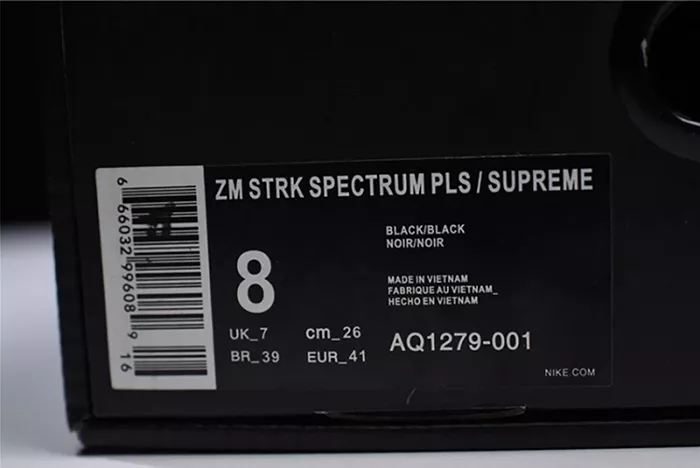 ZM STRK SPECTRUM PLS / SUPREME
BLACK/BLACK
NOIR/NOIR
8
MADE IN VIETNAM
FABRIQUE AU VIETNAM_
HECHO EN VIETNAM
UK_7 cm_26
BR_39 EUR_41
AQ1279-001
NIKE.COM
6 66032 99608 9 16